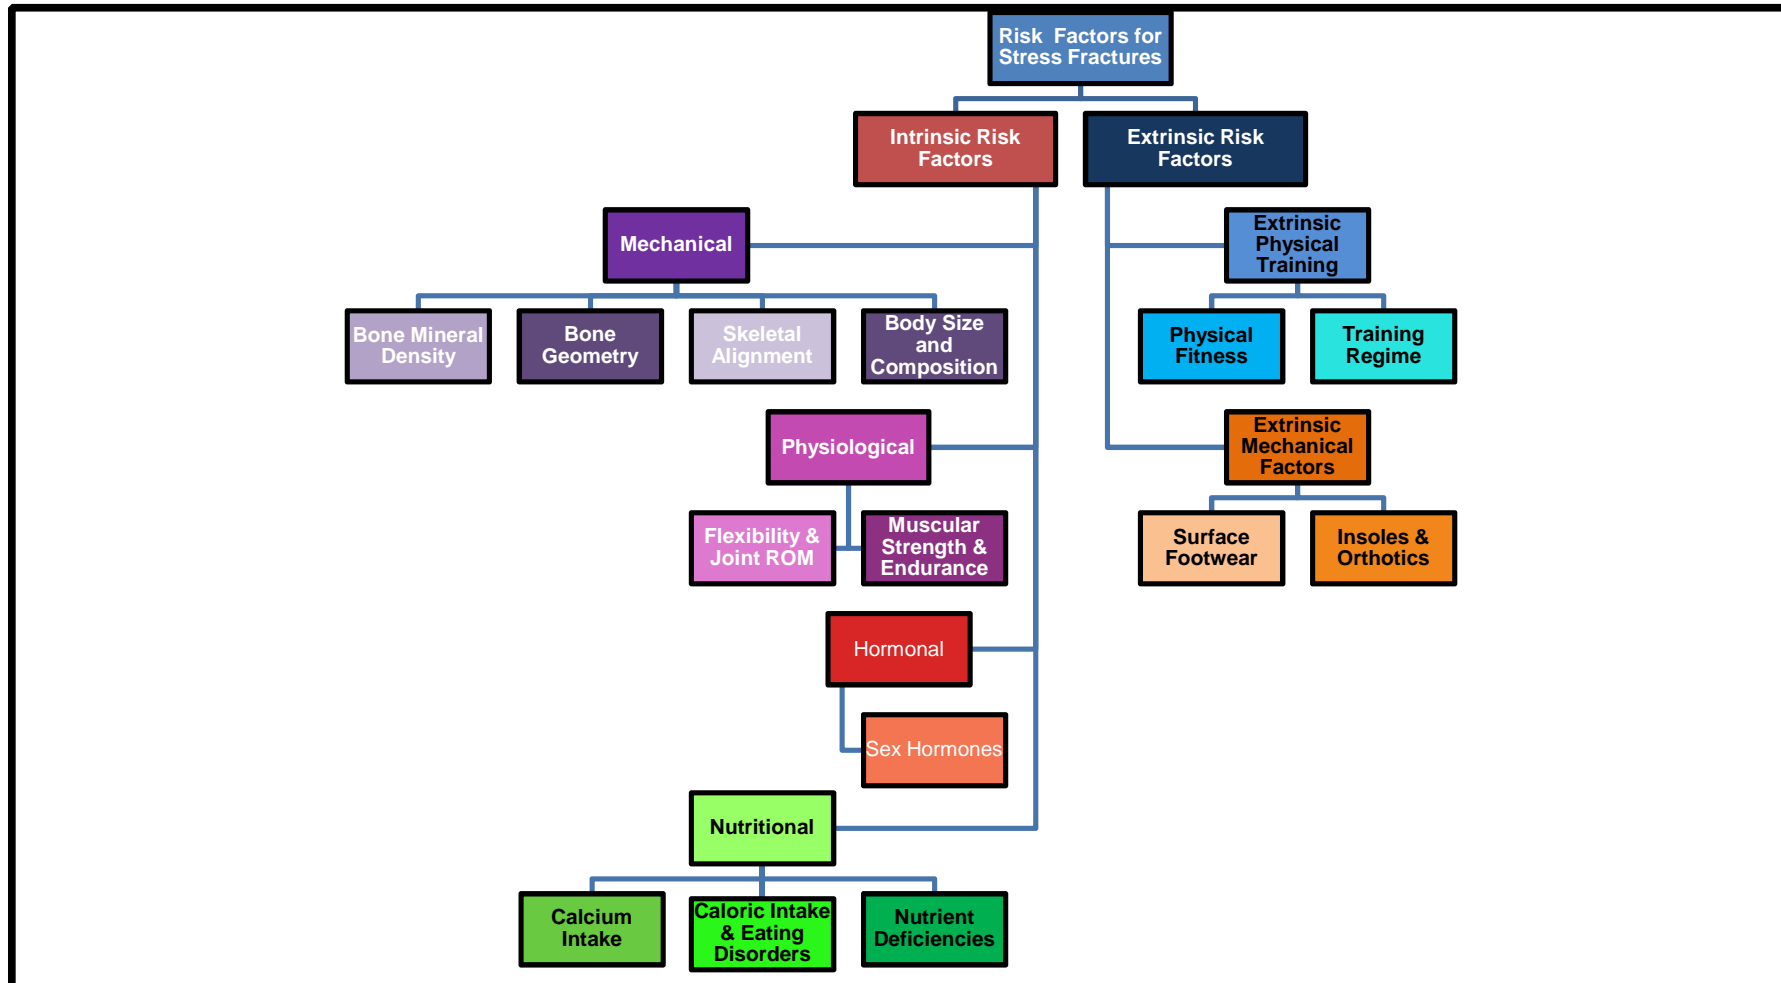 Risk Factors for
Stress Fractures
Intrinsic Risk
Factors
Extrinsic Risk
Factors
Mechanical
Extrinsic
Physical
Training
Bone Mineral
Density
Bone
Geometry
Skeletal
Alignment
Body Size
and
Composition
Physical
Fitness
Training
Regime
Physiological
Extrinsic
Mechanical
Factors
Flexibility &
Joint ROM
Muscular
Strength &
Endurance
Surface
Footwear
Insoles &
Orthotics
Hormonal
Sex Hormones
Nutritional
Calcium
Intake
Caloric Intake
& Eating
Disorders
Nutrient
Deficiencies